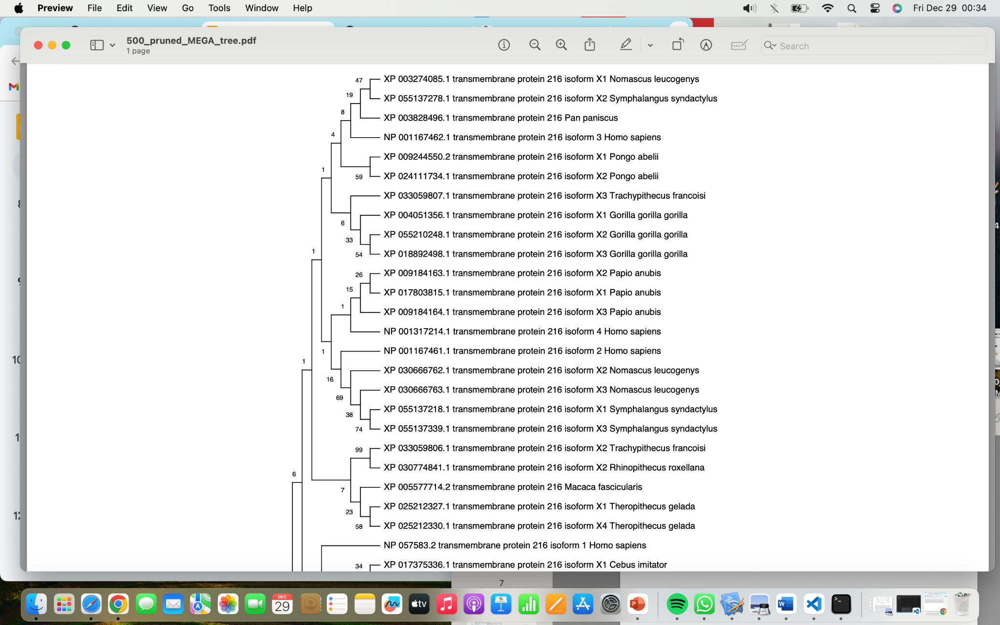 Preview File Edit View Go Tools Window Help Fri Dec 29 00:34
500_pruned_MEGA_tree.pdf
1 page
Search
47 XP 003274085.1 transmembrane protein 216 isoform X1 Nomascus leucogenys
19 XP 055137278.1 transmembrane protein 216 isoform X2 Symphalangus syndactylus
8 XP 003828496.1 transmembrane protein 216 Pan paniscus
4 NP 001167462.1 transmembrane protein 216 isoform 3 Homo sapiens
XP 009244550.2 transmembrane protein 216 isoform X1 Pongo abelii
1 59 XP 024111734.1 transmembrane protein 216 isoform X2 Pongo abelii
XP 033059807.1 transmembrane protein 216 isoform X3 Trachypithecus francoisi
XP 004051356.1 transmembrane protein 216 isoform X1 Gorilla gorilla gorilla
6
33 XP 055210248.1 transmembrane protein 216 isoform X2 Gorilla gorilla gorilla
1 54 XP 018892498.1 transmembrane protein 216 isoform X3 Gorilla gorilla gorilla
26 XP 009184163.1 transmembrane protein 216 isoform X2 Papio anubis
15 XP 017803815.1 transmembrane protein 216 isoform X1 Papio anubis
1 XP 009184164.1 transmembrane protein 216 isoform X3 Papio anubis
NP 001317214.1 transmembrane protein 216 isoform 4 Homo sapiens
1 NP 001167461.1 transmembrane protein 216 isoform 2 Homo sapiens
1 XP 030666762.1 transmembrane protein 216 isoform X2 Nomascus leucogenys
16
XP 030666763.1 transmembrane protein 216 isoform X3 Nomascus leucogenys
69
38 XP 055137218.1 transmembrane protein 216 isoform X1 Symphalangus syndactylus
74 XP 055137339.1 transmembrane protein 216 isoform X3 Symphalangus syndactylus
99 XP 033059806.1 transmembrane protein 216 isoform X2 Trachypithecus francoisi
6 XP 030774841.1 transmembrane protein 216 isoform X2 Rhinopithecus roxellana
7 XP 005577714.2 transmembrane protein 216 Macaca fascicularis
23 XP 025212327.1 transmembrane protein 216 isoform X1 Theropithecus gelada
58 XP 025212330.1 transmembrane protein 216 isoform X4 Theropithecus gelada
NP 057583.2 transmembrane protein 216 isoform 1 Homo sapiens
34 XP 017375336.1 transmembrane protein 216 isoform X1 Cebus imitator
7
DEC
29
tv